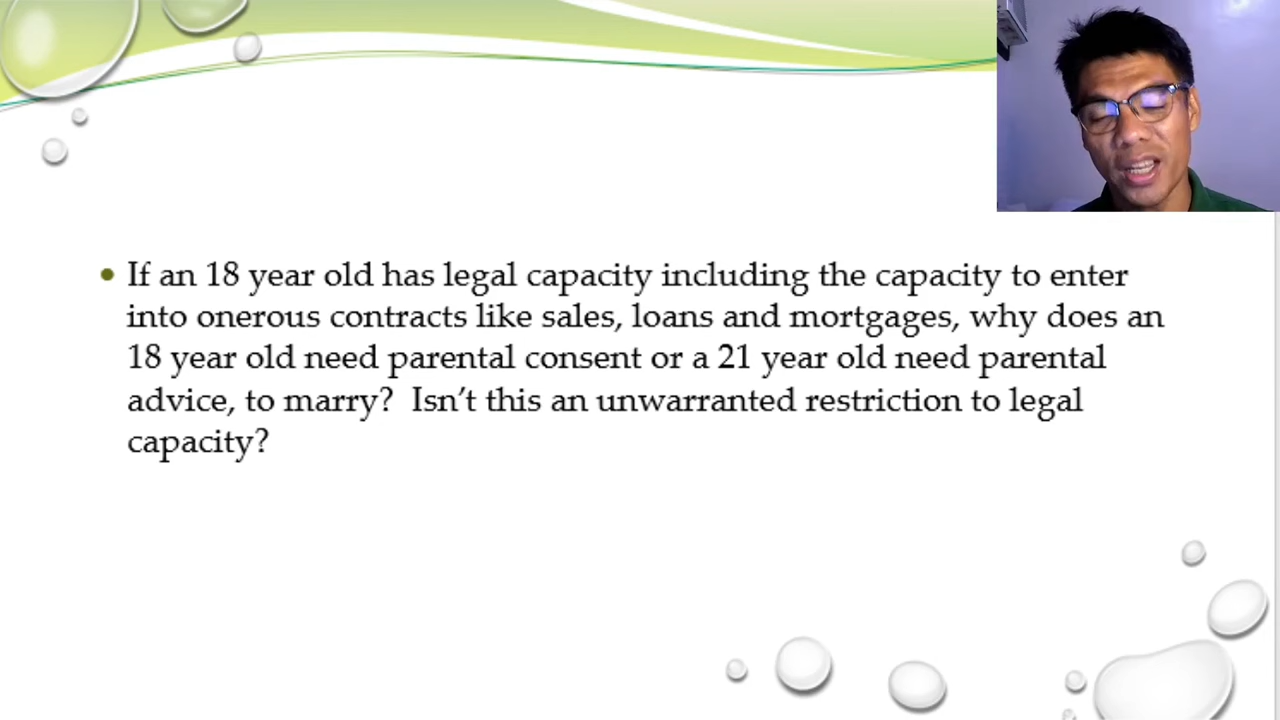 If an 18 year old has legal capacity including the capacity to enter
into onerous contracts like sales, loans and mortgages, why does an
18 year old need parental consent or a 21 year old need parental
advice, to marry?  Isn’t this an unwarranted restriction to legal
capacity?